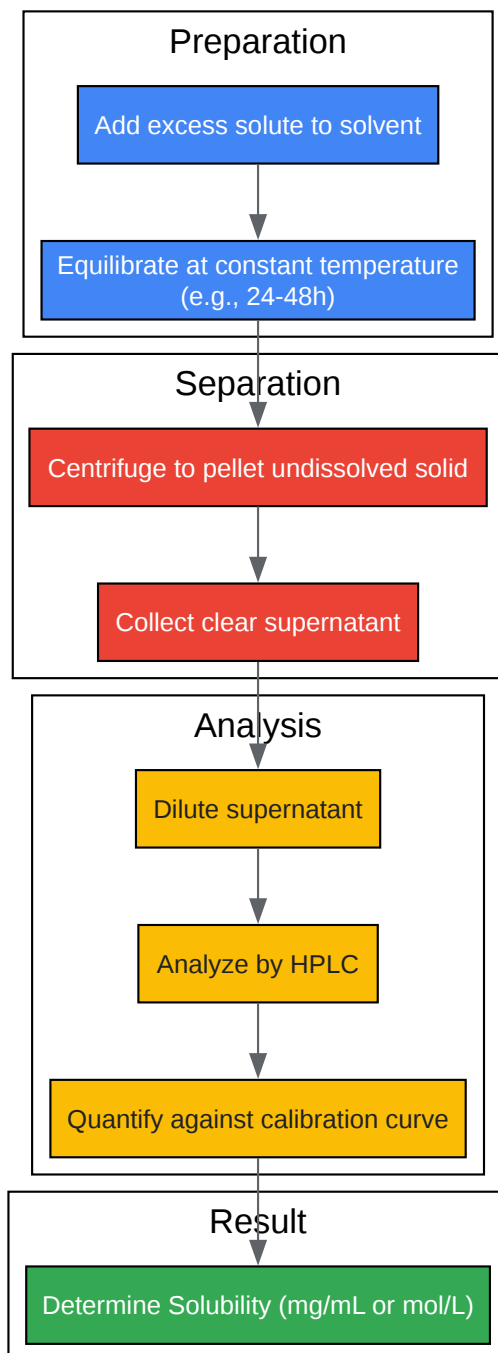 Preparation
Add excess solute to solvent
Equilibrate at constant temperature
(e.g., 24-48h)
Separation
Centrifuge to pellet undissolved solid
Collect clear supernatant
Analysis
Dilute supernatant
Analyze by HPLC
Quantify against calibration curve
Result
Determine Solubility (mg/mL or mol/L)